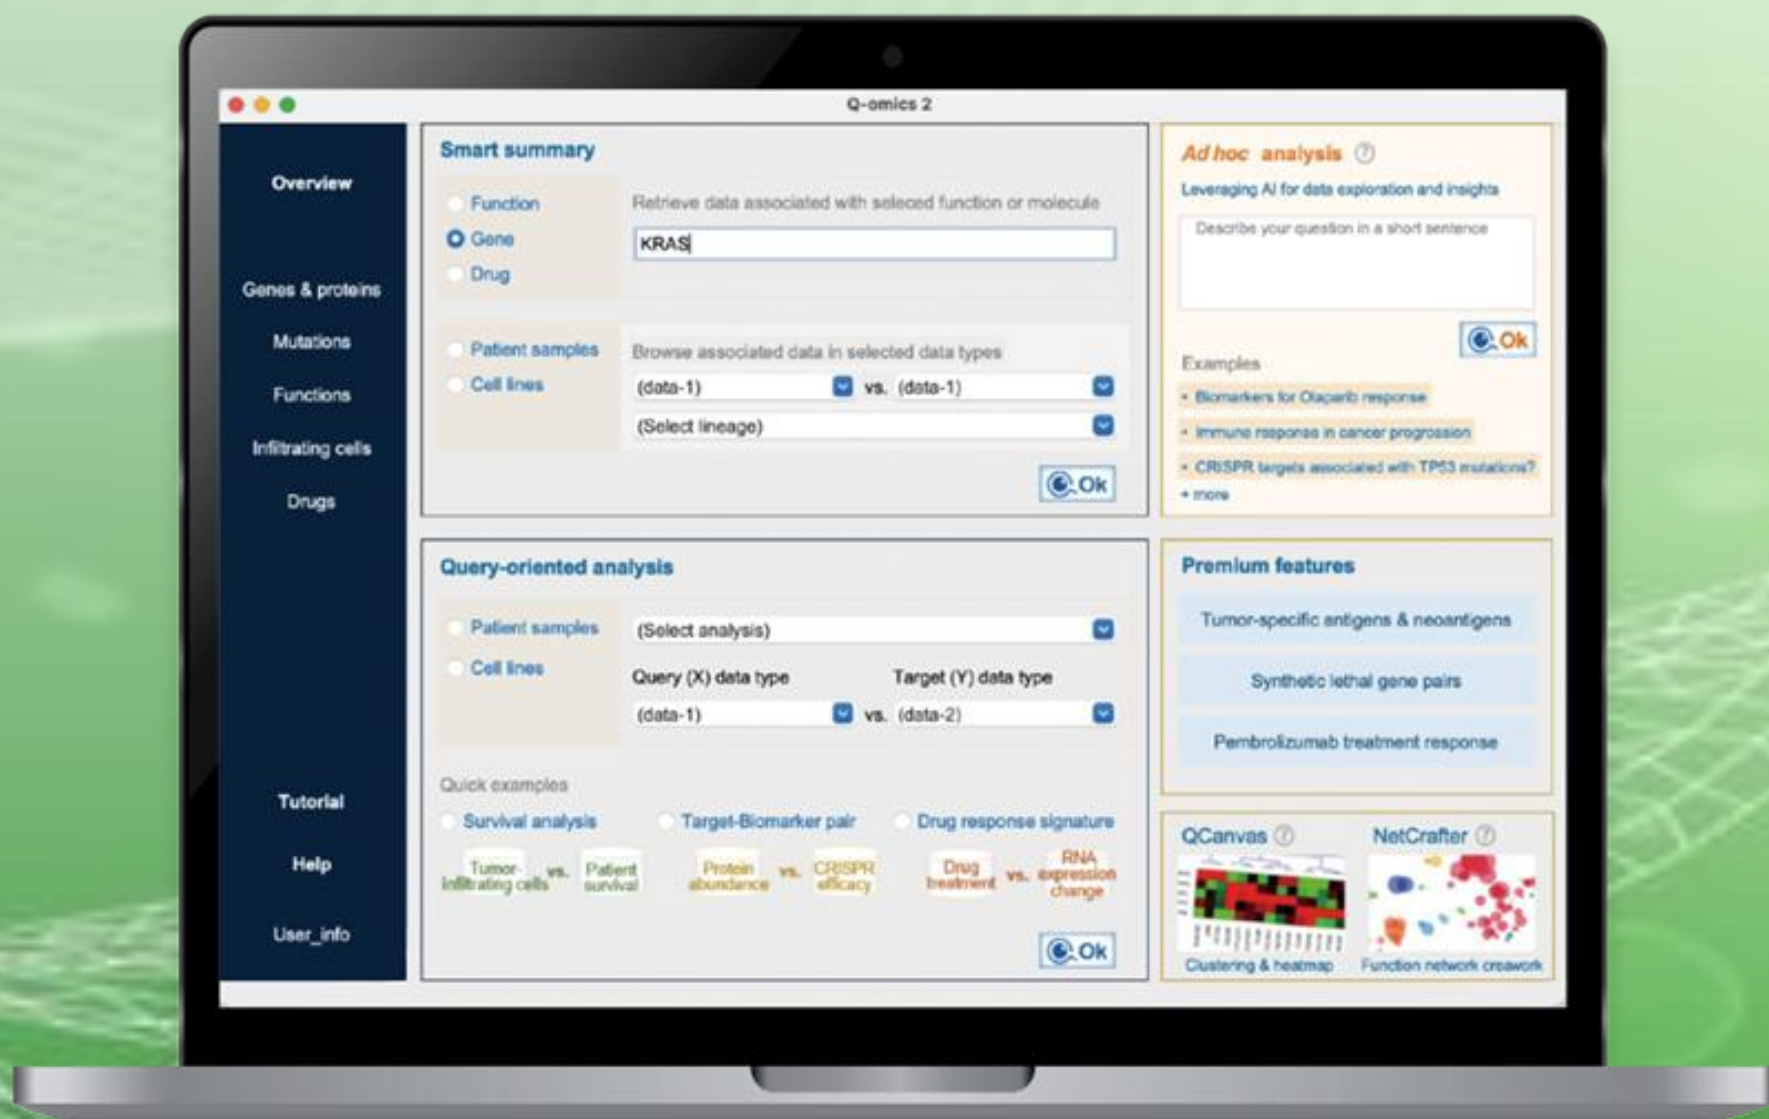 Q-omics 2
Overview
Genes & proteins
Mutations
Functions
Infiltrating cells
Drugs
Tutorial
Help
User_info
Smart summary
Function
Gene
Drug
Retrieve data associated with seleced function or molecule
KRAS
Patient samples
Cell lines
Browse associated data in selected data types
(data-1) vs. (data-1)
(Select lineage)
Ok
Query-oriented analysis
Patient samples
Cell lines
(Select analysis)
Query (X) data type Target (Y) data type
(data-1) vs. (data-2)
Quick examples
Survival analysis Target-Biomarker pair Drug response signature
Tumor-
Infiltrating cells vs. Patient
survival
Protein
abundance vs. CRISPR
efficacy
Drug
treatment vs. RNA
expression
change
Ok
Ad hoc analysis ?
Leveraging AI for data exploration and insights
Describe your question in a short sentence
Ok
Examples
• Biomarkers for Olaparib response
• Immune response in cancer progression
• CRISPR targets associated with TP53 mutations?
+ more
Premium features
Tumor-specific antigens & neoantigens
Synthetic lethal gene pairs
Pembrolizumab treatment response
QCanvas ? NetCrafter ?
Clustering & heatmap Function network creawork